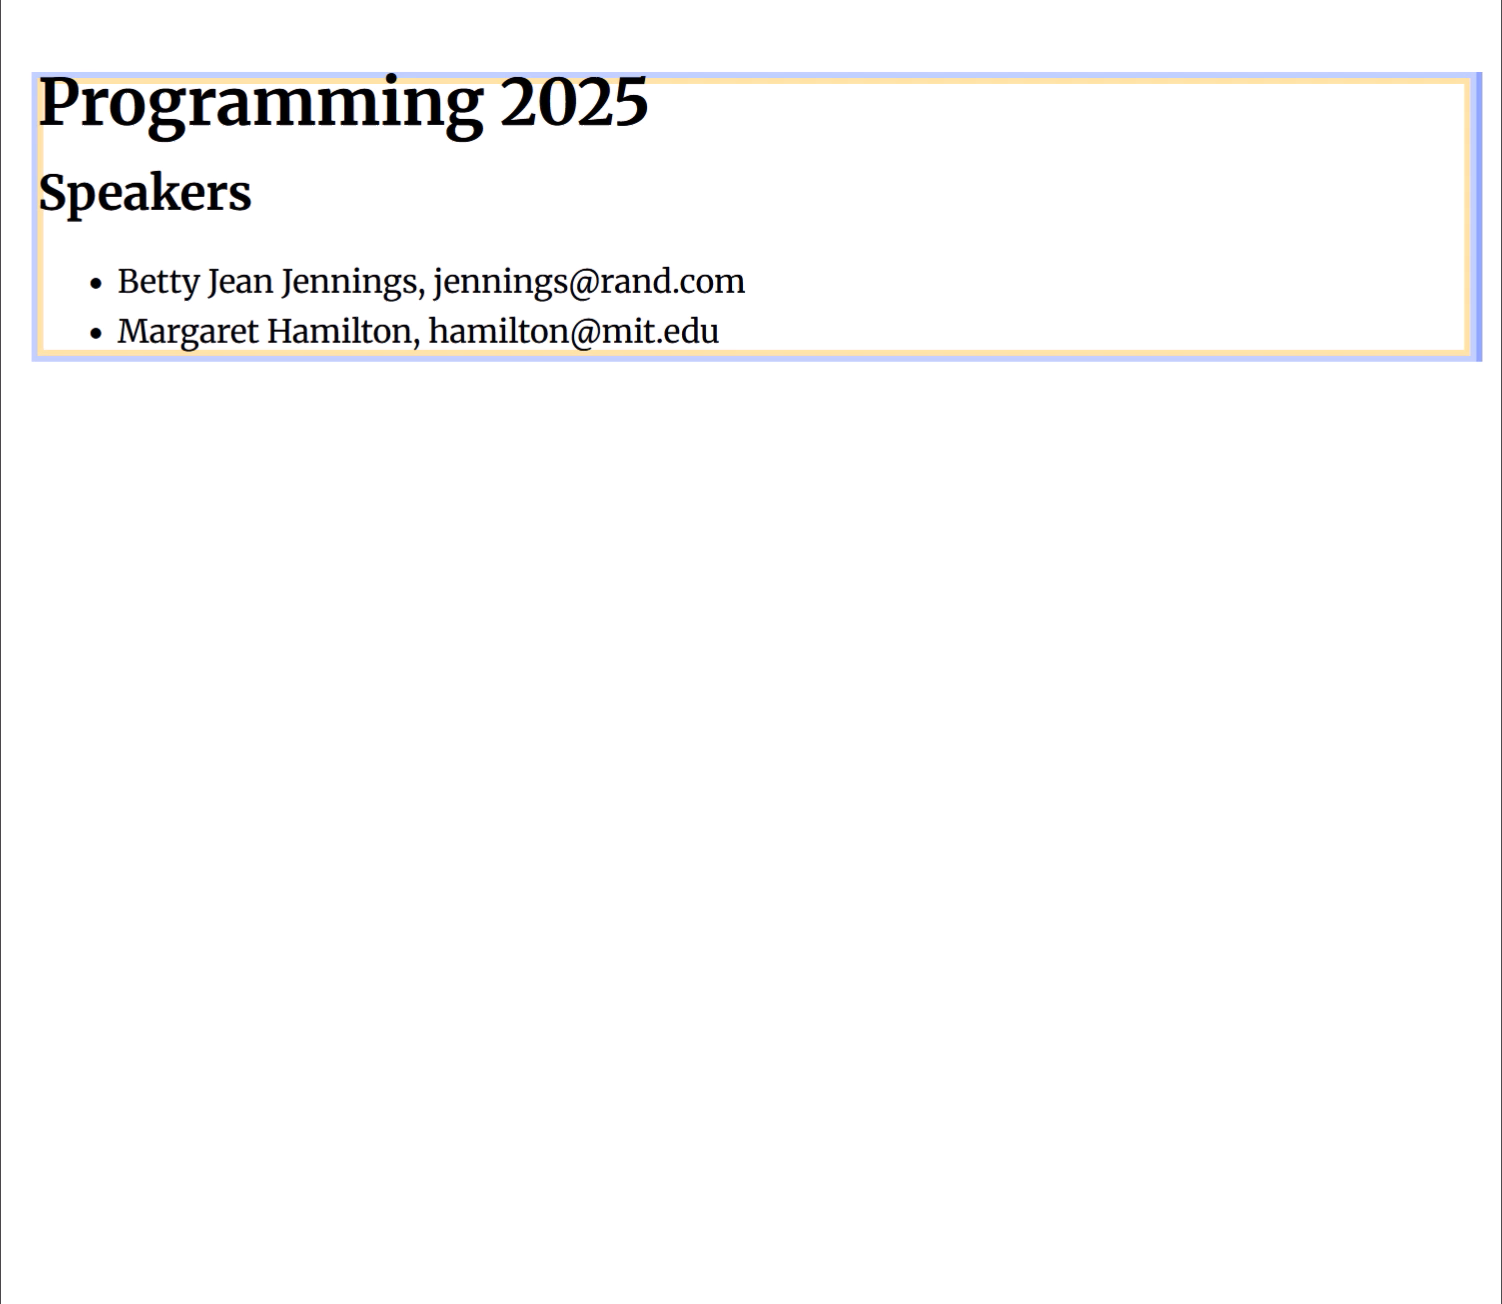 Programming 2025
Speakers
• Betty Jean Jennings, jennings@rand.com
• Margaret Hamilton, hamilton@mit.edu